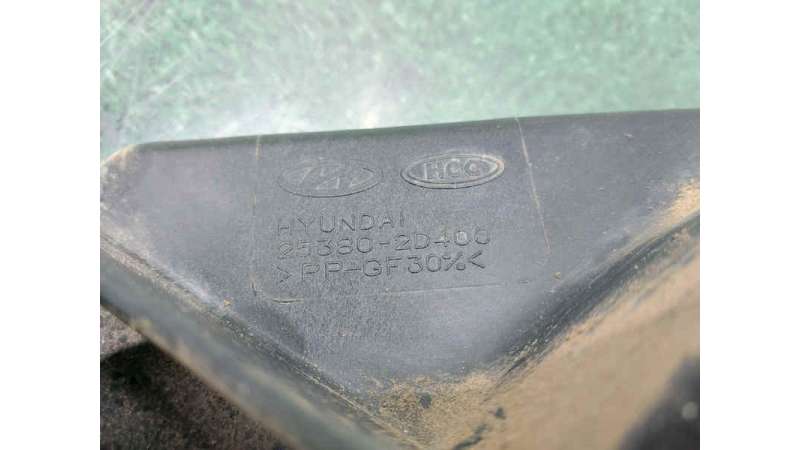 HCC
HYUNDAI
25380-2D400
>PP-GF30%<